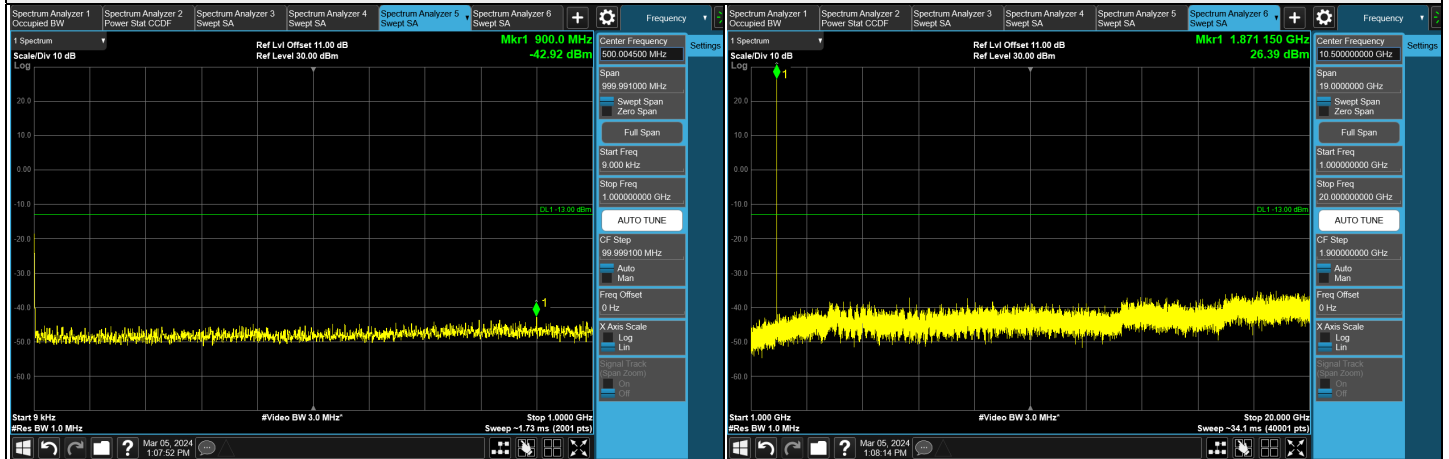 Spectrum Analyzer 1 Spectrum Analyzer 2 Spectrum Analyzer 3 Spectrum Analyzer 4 Spectrum Analyzer 5 Spectrum Analyzer 6
Occupied BW Power Stat CCDF Swept SA Swept SA Swept SA Swept SA
+
Frequency
1 Spectrum
Scale/Div 10 dB
Log
Ref Lvl Offset 11.00 dB
Ref Level 30.00 dBm
Mkr1 900.0 MHz
-42.92 dBm
20.0
10.0
0.00
-10.0
DL1 -13.00 dBm
-20.0
-30.0
-40.0
1
-50.0
-60.0
Start 9 kHz
#Video BW 3.0 MHz*
Stop 1.0000 GHz
#Res BW 1.0 MHz
Sweep ~1.73 ms (2001 pts)
Center Frequency
500.004500 MHz
Settings
Span
999.991000 MHz
Swept Span
Zero Span
Full Span
Start Freq
9.000 kHz
Stop Freq
1.000000000 GHz
AUTO TUNE
CF Step
99.999100 MHz
Auto
Man
Freq Offset
0 Hz
X Axis Scale
Log
Lin
Signal Track
(Span Zoom)
On
Off
?
Mar 05, 2024
1:07:52 PM
Spectrum Analyzer 1 Spectrum Analyzer 2 Spectrum Analyzer 3 Spectrum Analyzer 4 Spectrum Analyzer 5 Spectrum Analyzer 6
Occupied BW Power Stat CCDF Swept SA Swept SA Swept SA Swept SA
+
Frequency
1 Spectrum
Scale/Div 10 dB
Log
Ref Lvl Offset 11.00 dB
Ref Level 30.00 dBm
Mkr1 1.871 150 GHz
26.39 dBm
1
20.0
10.0
0.00
-10.0
DL1 -13.00 dBm
-20.0
-30.0
-40.0
-50.0
-60.0
Start 1.000 GHz
#Video BW 3.0 MHz*
Stop 20.000 GHz
#Res BW 1.0 MHz
Sweep ~34.1 ms (40001 pts)
Center Frequency
10.500000000 GHz
Settings
Span
19.0000000 GHz
Swept Span
Zero Span
Full Span
Start Freq
1.000000000 GHz
Stop Freq
20.000000000 GHz
AUTO TUNE
CF Step
1.900000000 GHz
Auto
Man
Freq Offset
0 Hz
X Axis Scale
Log
Lin
Signal Track
(Span Zoom)
On
Off
?
Mar 05, 2024
1:08:14 PM